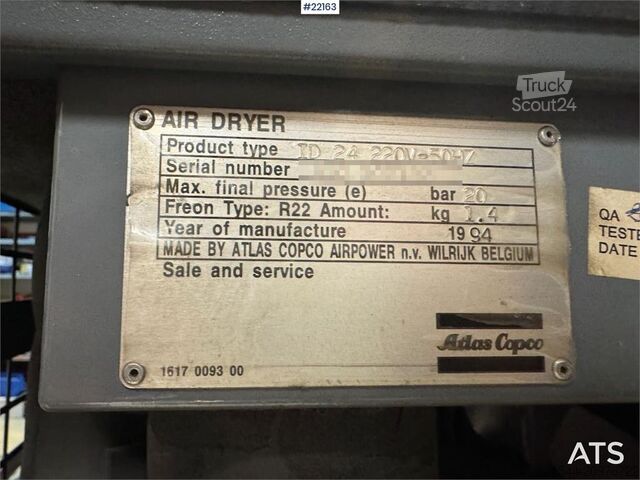 #22163
Truck
Scout24
AIR DRYER
Product type ID 24 220V-50HZ
Serial number
Max. final pressure (e) bar 20
Freon Type: R22 Amount: kg 1.4
Year of manufacture 1994
MADE BY ATLAS COPCO AIRPOWER n.v. WILRIJK BELGIUM
Sale and service
Atlas Copco
1617 0093 00
QA
TESTE
DATE
ATS